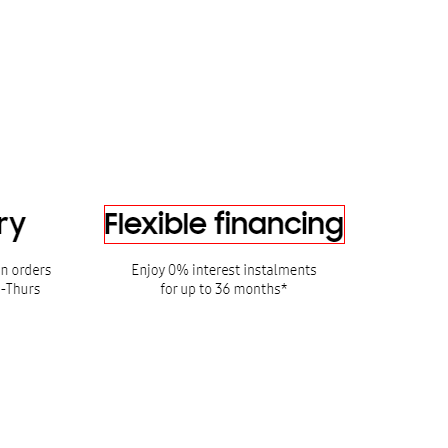 ry
Flexible financing
n orders
-Thurs
Enjoy 0% interest instalments
for up to 36 months*